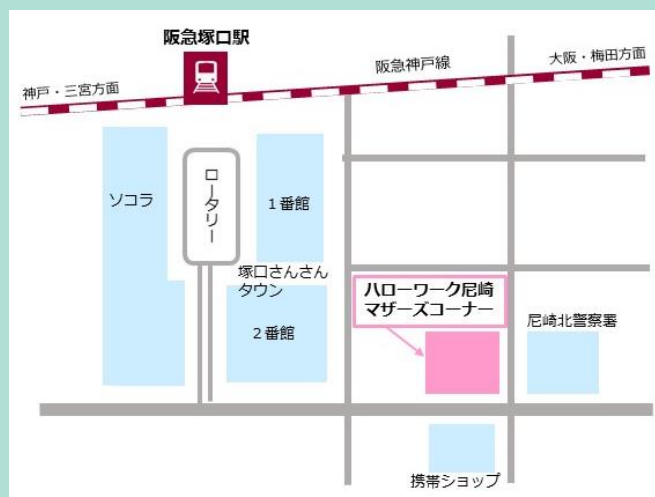 阪急塚口駅
大阪・梅田方面
阪急神戸線
神戸・三宮方面
ロータリー
ソコラ
1番館
塚口さんさん
タウン
2番館
ハローワーク尼崎
マザーズコーナー
尼崎北警察署
携帯ショップ